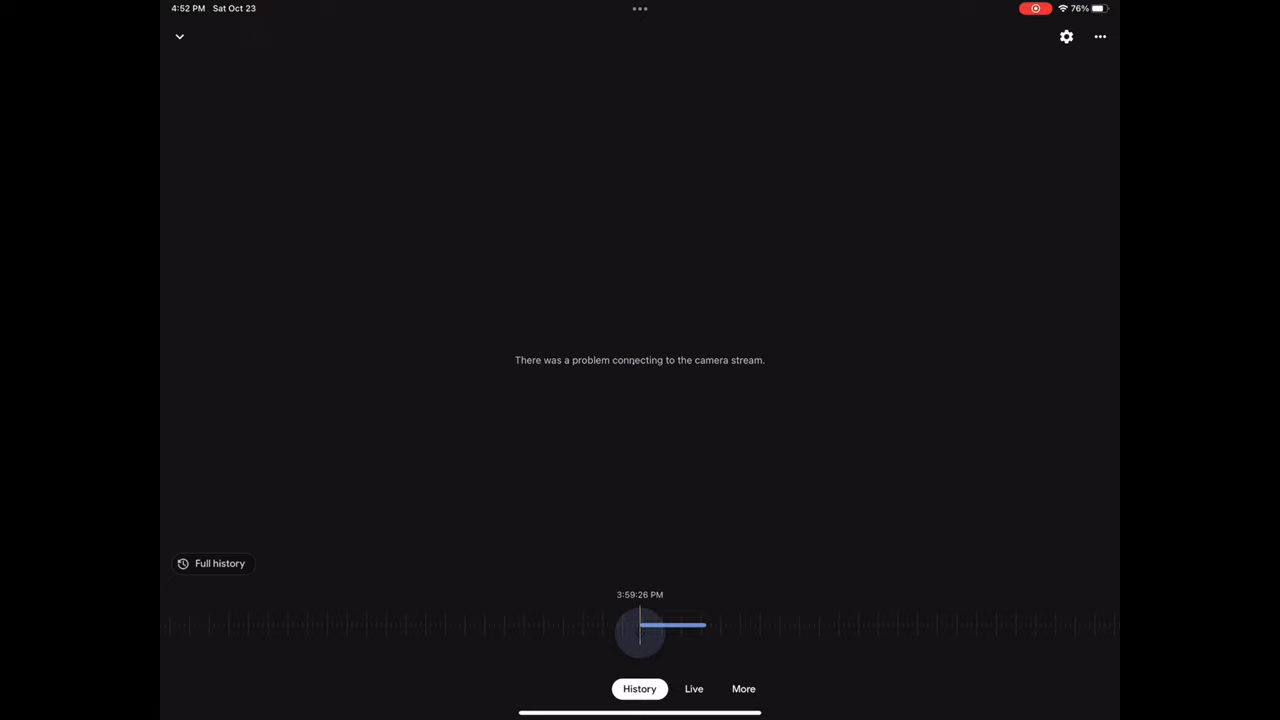 4:52 PM Sat Oct 23
76%
There was a problem connecting to the camera stream.
Full history
3:59:26 PM
History Live More